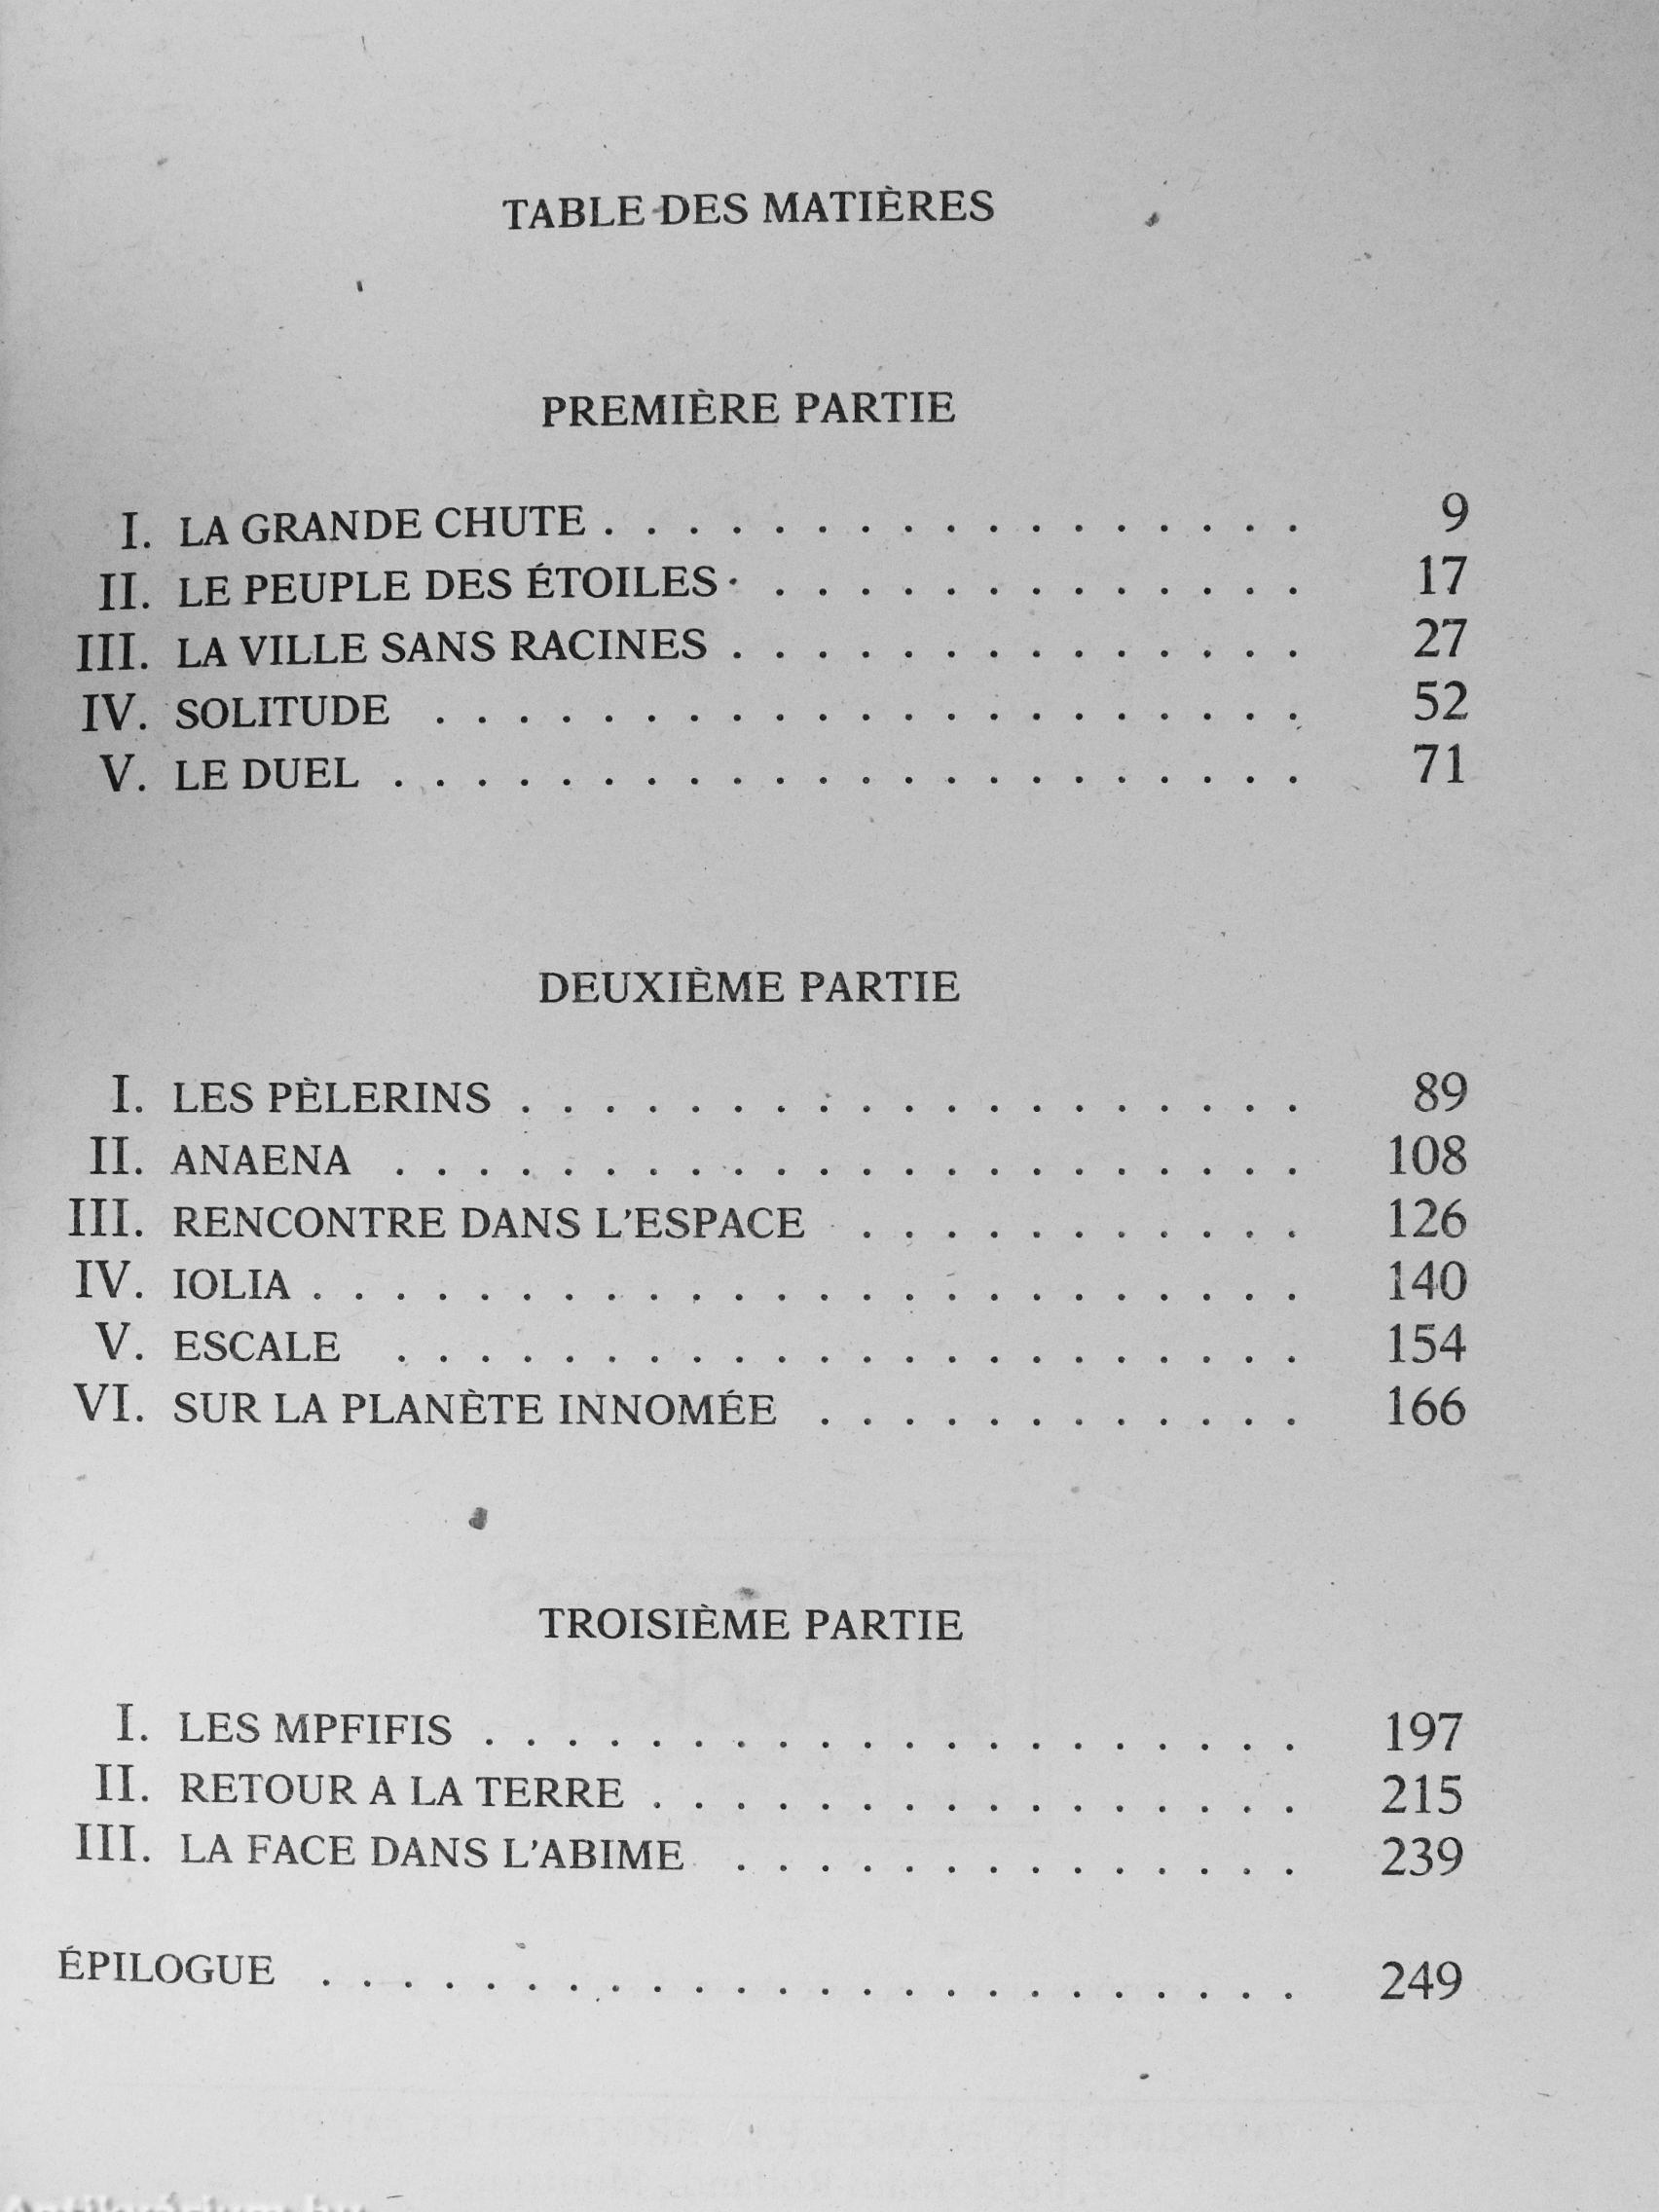 TABLE DES MATIÈRES
PREMIÈRE PARTIE
I. LA GRANDE CHUTE . . . . . . . . . . . . . . . . . 9
II. LE PEUPLE DES ÉTOILES . . . . . . . . . . . . . . 17
III. LA VILLE SANS RACINES . . . . . . . . . . . . . . 27
IV. SOLITUDE . . . . . . . . . . . . . . . . . . . . . 52
V. LE DUEL . . . . . . . . . . . . . . . . . . . . . . 71
DEUXIÈME PARTIE
I. LES PÈLERINS . . . . . . . . . . . . . . . . . . . 89
II. ANAENA . . . . . . . . . . . . . . . . . . . . . . 108
III. RENCONTRE DANS L'ESPACE . . . . . . . . . . . . 126
IV. IOLIA . . . . . . . . . . . . . . . . . . . . . . . . 140
V. ESCALE . . . . . . . . . . . . . . . . . . . . . . 154
VI. SUR LA PLANÈTE INNOMÉE . . . . . . . . . . . . 166
TROISIÈME PARTIE
I. LES MPFIFIS . . . . . . . . . . . . . . . . . . . . 197
II. RETOUR A LA TERRE . . . . . . . . . . . . . . . . 215
III. LA FACE DANS L'ABIME . . . . . . . . . . . . . . 239
ÉPILOGUE . . . . . . . . . . . . . . . . . . . . . . . . 249